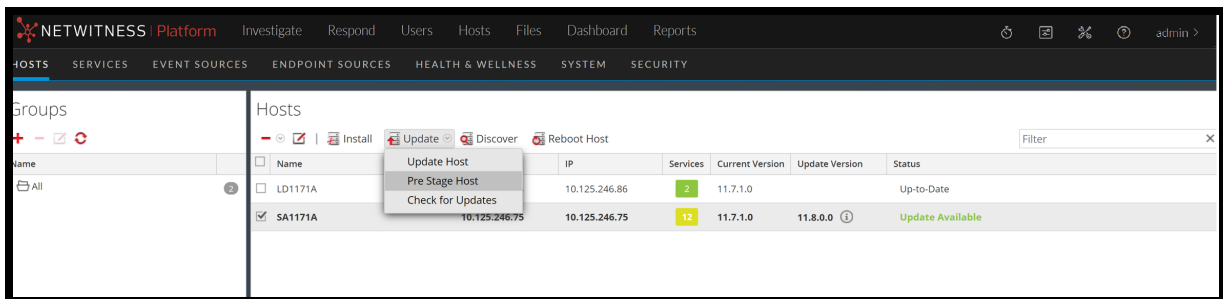 NETWITNESS Platform Investigate Respond Users Hosts Files Dashboard Reports admin >
HOSTS SERVICES EVENT SOURCES ENDPOINT SOURCES HEALTH & WELLNESS SYSTEM SECURITY
Groups
Name
All 2
Hosts
Install Update Discover Reboot Host Filter
Name IP Services Current Version Update Version Status
Update Host
Pre Stage Host
Check for Updates
LD1171A 10.125.246.86 2 11.7.1.0 Up-to-Date
SA1171A 10.125.246.75 10.125.246.75 12 11.7.1.0 11.8.0.0 Update Available